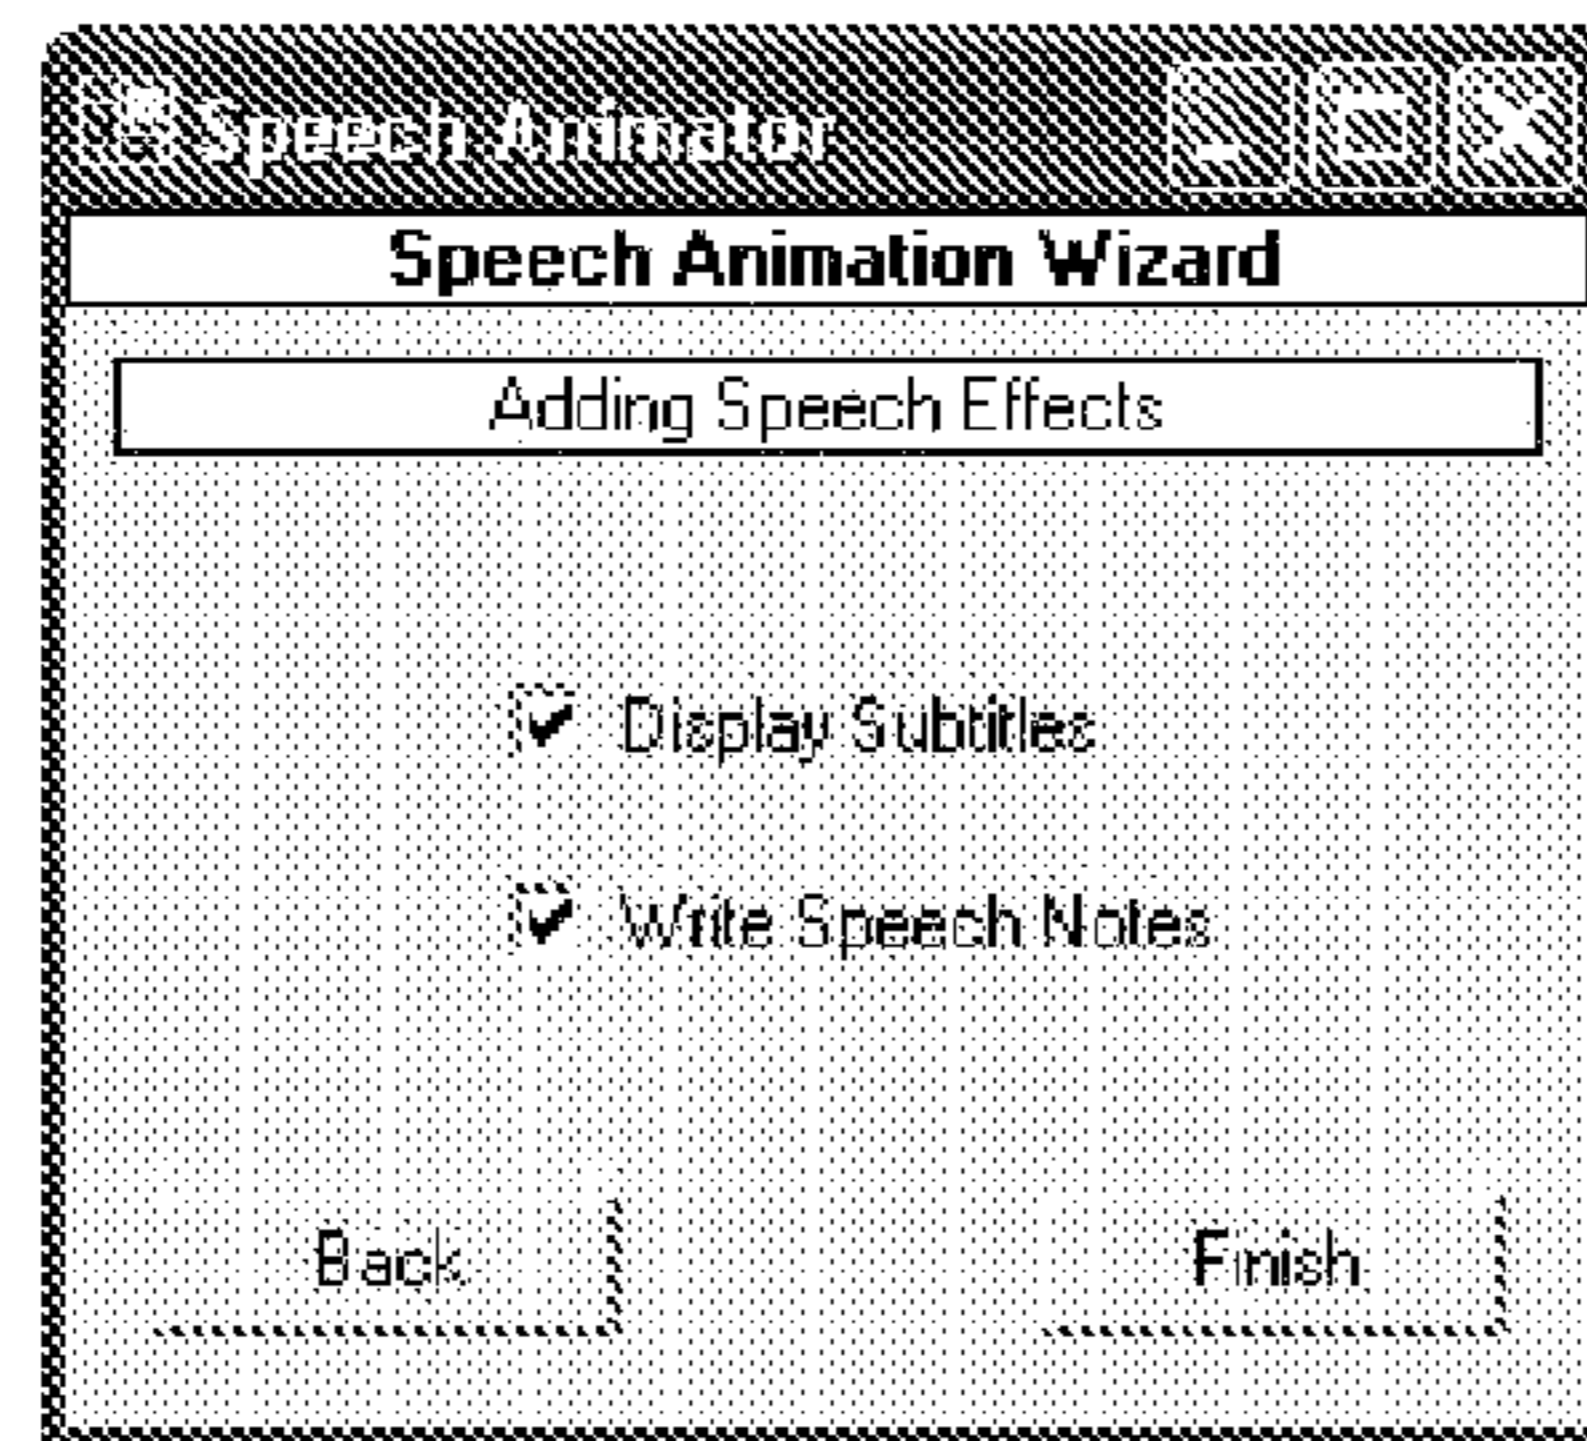 Speech Animator
Speech Animation Wizard
Adding Speech Effects
Display Subtitles
Write Speech Notes
Back
Finish